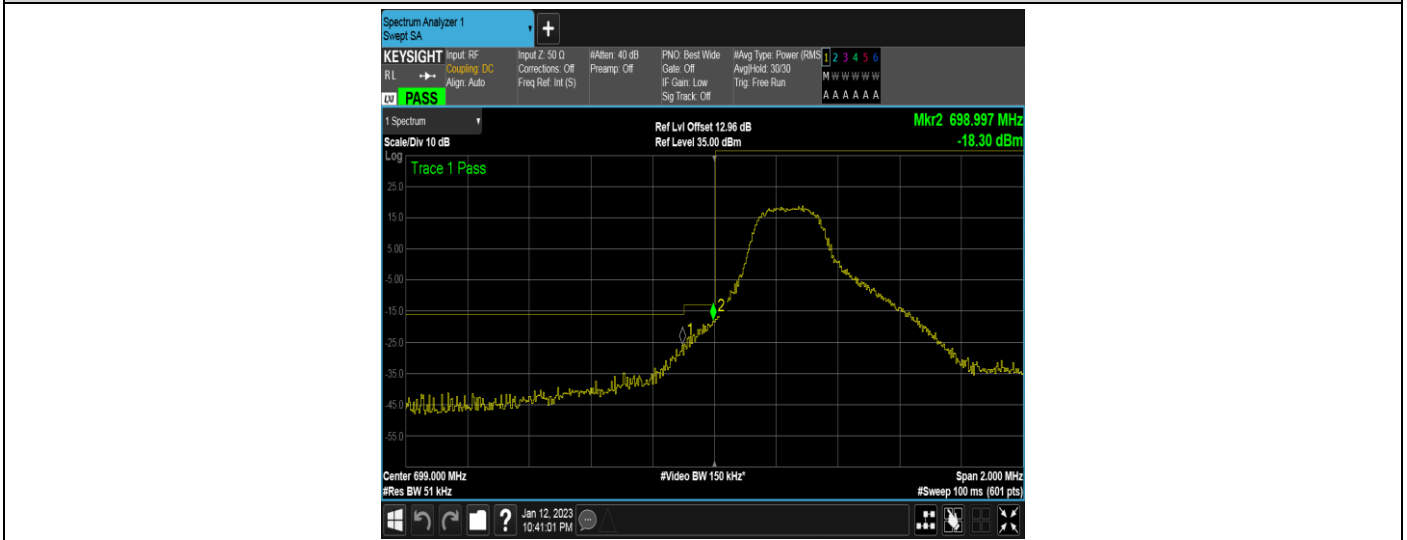 Spectrum Analyzer 1
Swept SA
+
KEYSIGHT
RL
LXI
PASS
Input: RF
Coupling: DC
Align: Auto
Input Z: 50 Ω
Corrections: Off
Freq Ref: Int (S)
#Atten: 40 dB
Preamp: Off
PNO: Best Wide
Gate: Off
IF Gain: Low
Sig Track: Off
#Avg Type: Power (RMS
Avg|Hold: 30/30
Trig: Free Run
1 2 3 4 5 6
M W W W W W
A A A A A A
1 Spectrum
Scale/Div 10 dB
Ref Lvl Offset 12.96 dB
Ref Level 35.00 dBm
Mkr2 698.997 MHz
-18.30 dBm
Log
Trace 1 Pass
25.0
15.0
5.00
-5.00
-15.0
-25.0
-35.0
-45.0
-55.0
2
1
Center 699.000 MHz
#Res BW 51 kHz
#Video BW 150 kHz*
Span 2.000 MHz
#Sweep 100 ms (601 pts)
?
Jan 12, 2023
10:41:01 PM